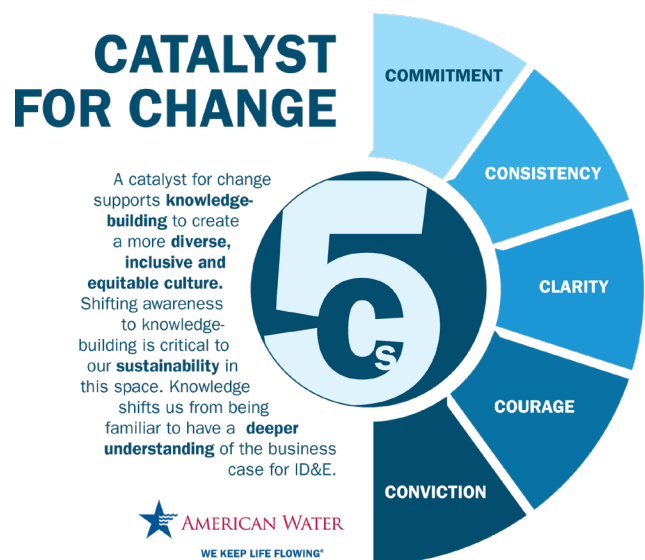 CATALYST
FOR CHANGE
A catalyst for change
supports knowledge-
building to create
a more diverse,
inclusive and
equitable culture.
Shifting awareness
to knowledge-
building is critical to
our sustainability in
this space. Knowledge
shifts us from being
familiar to have a deeper
understanding of the business
case for ID&E.
5
Cs
COMMITMENT
CONSISTENCY
CLARITY
COURAGE
CONVICTION
AMERICAN WATER
WE KEEP LIFE FLOWING®